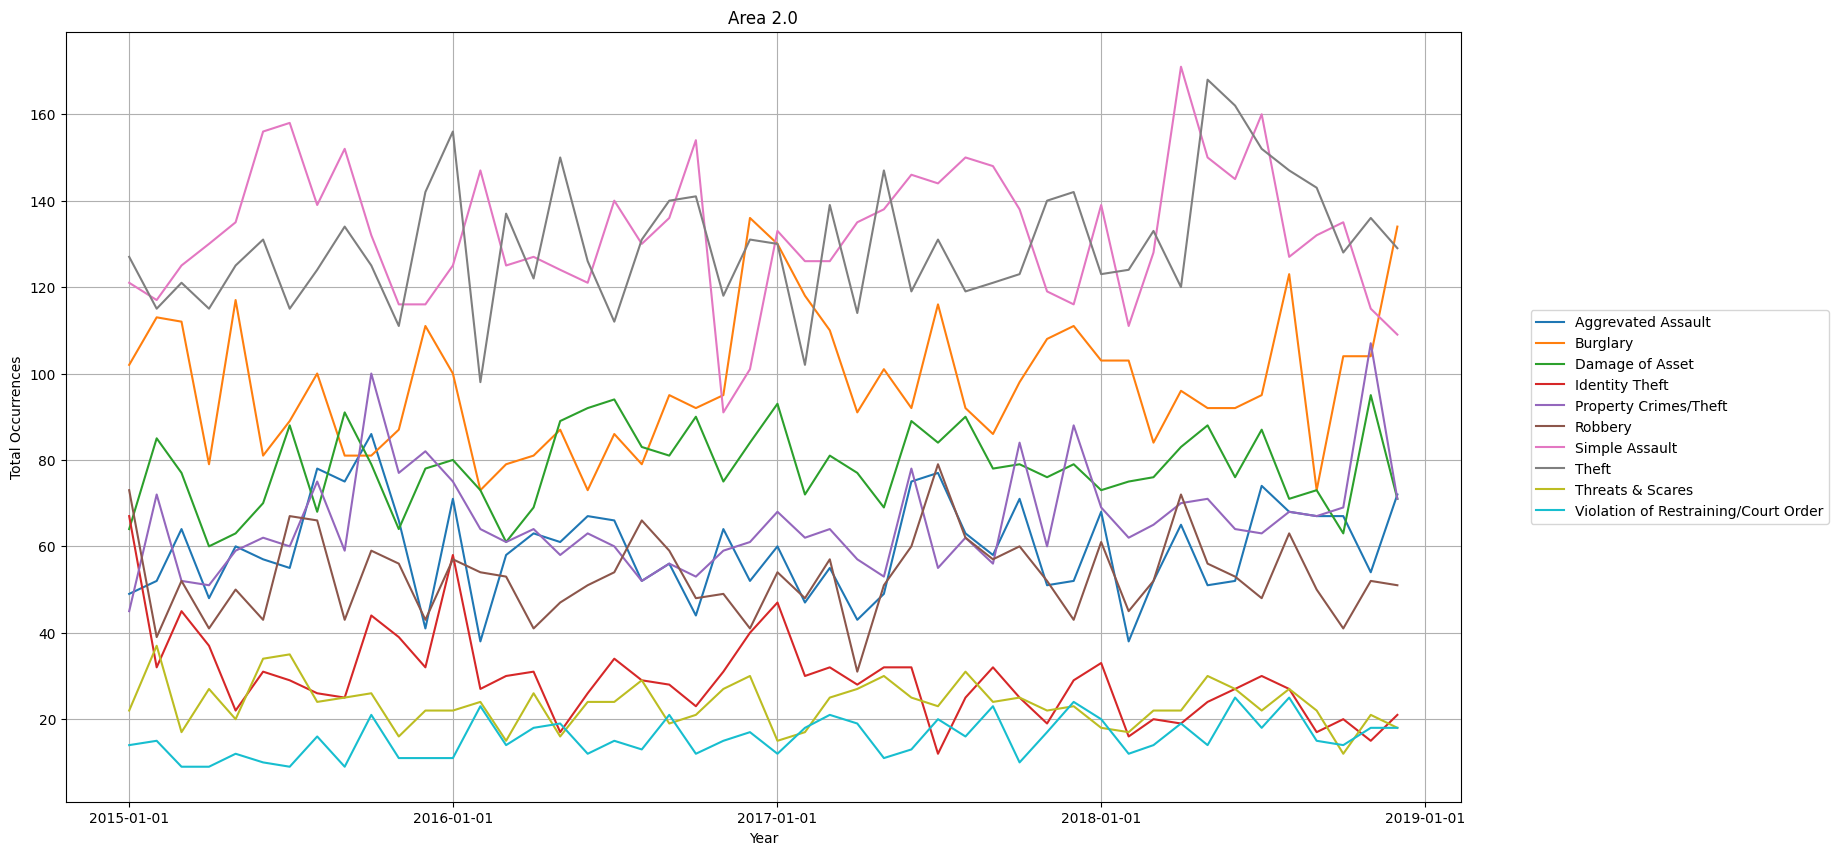 Area 2.0
Total Occurrences
160
140
120
100
80
60
40
20
2015-01-01
2016-01-01
2017-01-01
2018-01-01
2019-01-01
Year
Aggrevated Assault
Burglary
Damage of Asset
Identity Theft
Property Crimes/Theft
Robbery
Simple Assault
Theft
Threats & Scares
Violation of Restraining/Court Order